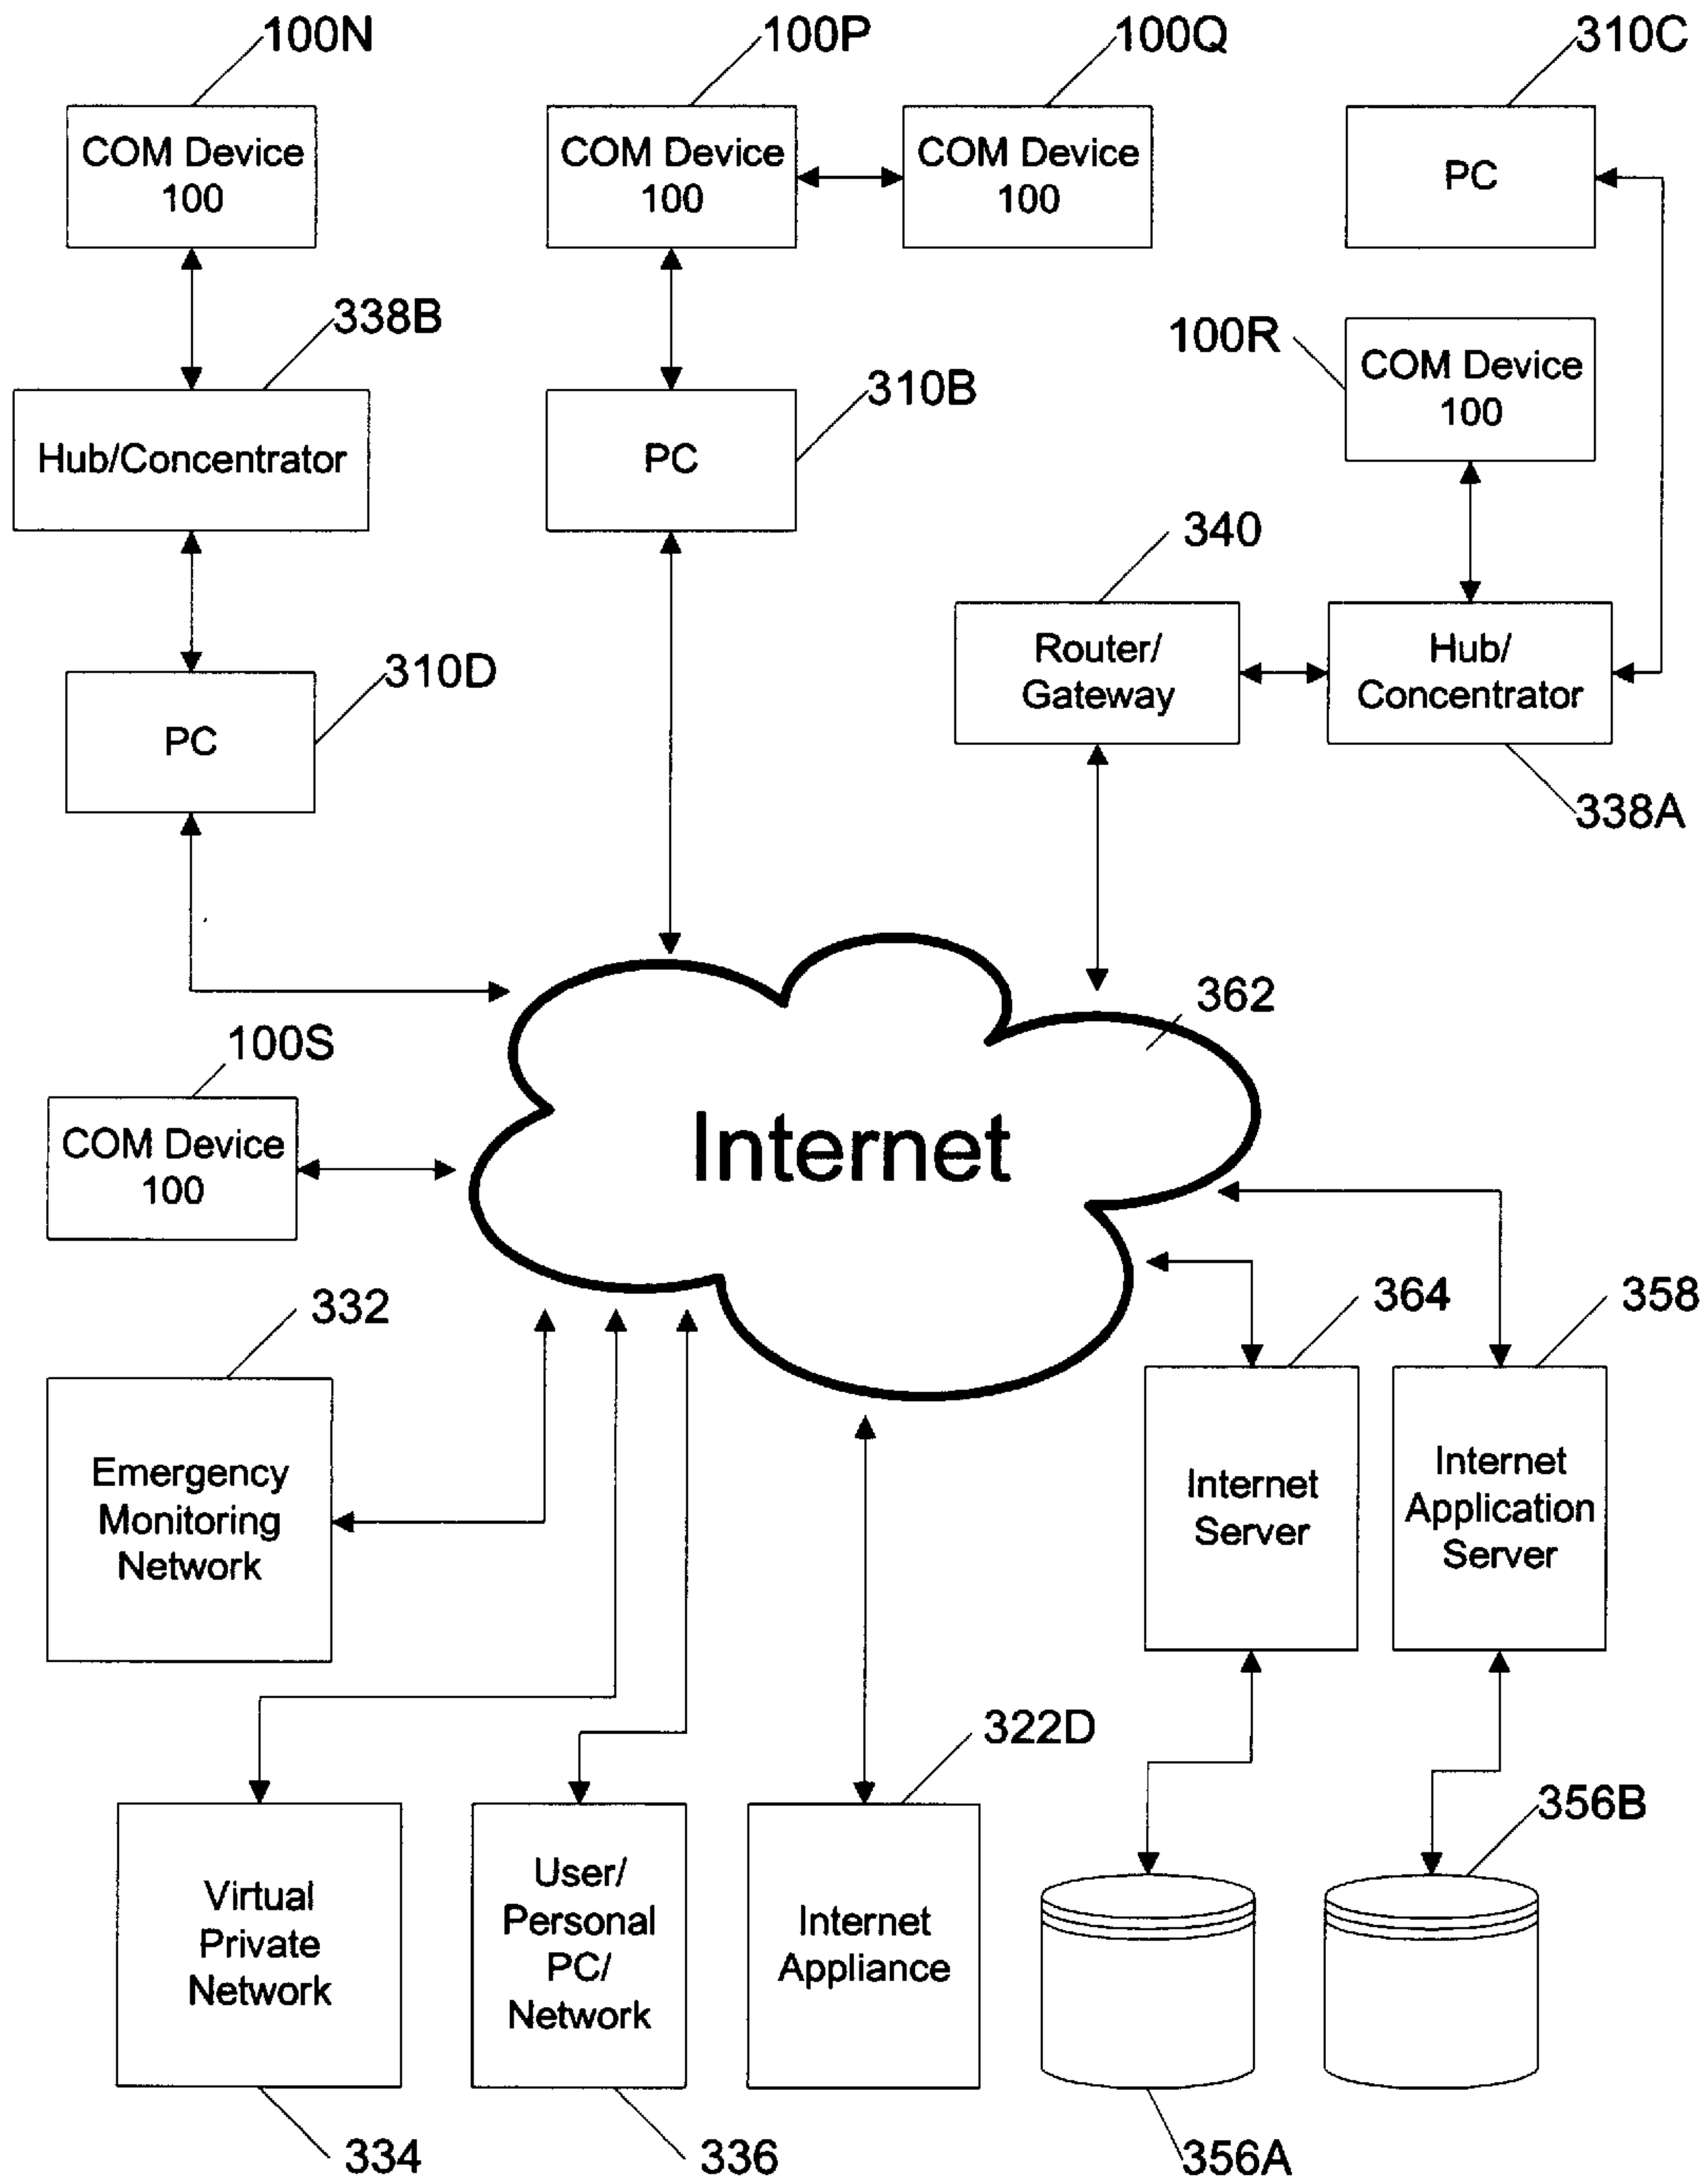 100N
100P
100Q
310C
COM Device
100
COM Device
100
COM Device
100
PC
338B
100R
COM Device
100
310B
Hub/Concentrator
PC
340
310D
Router/
Gateway
Hub/
Concentrator
PC
338A
362
100S
Internet
COM Device
100
332
364
358
Emergency
Monitoring
Network
Internet
Server
Internet
Application
Server
322D
356B
Virtual
Private
Network
User/
Personal
PC/
Network
Internet
Appliance
334
336
356A